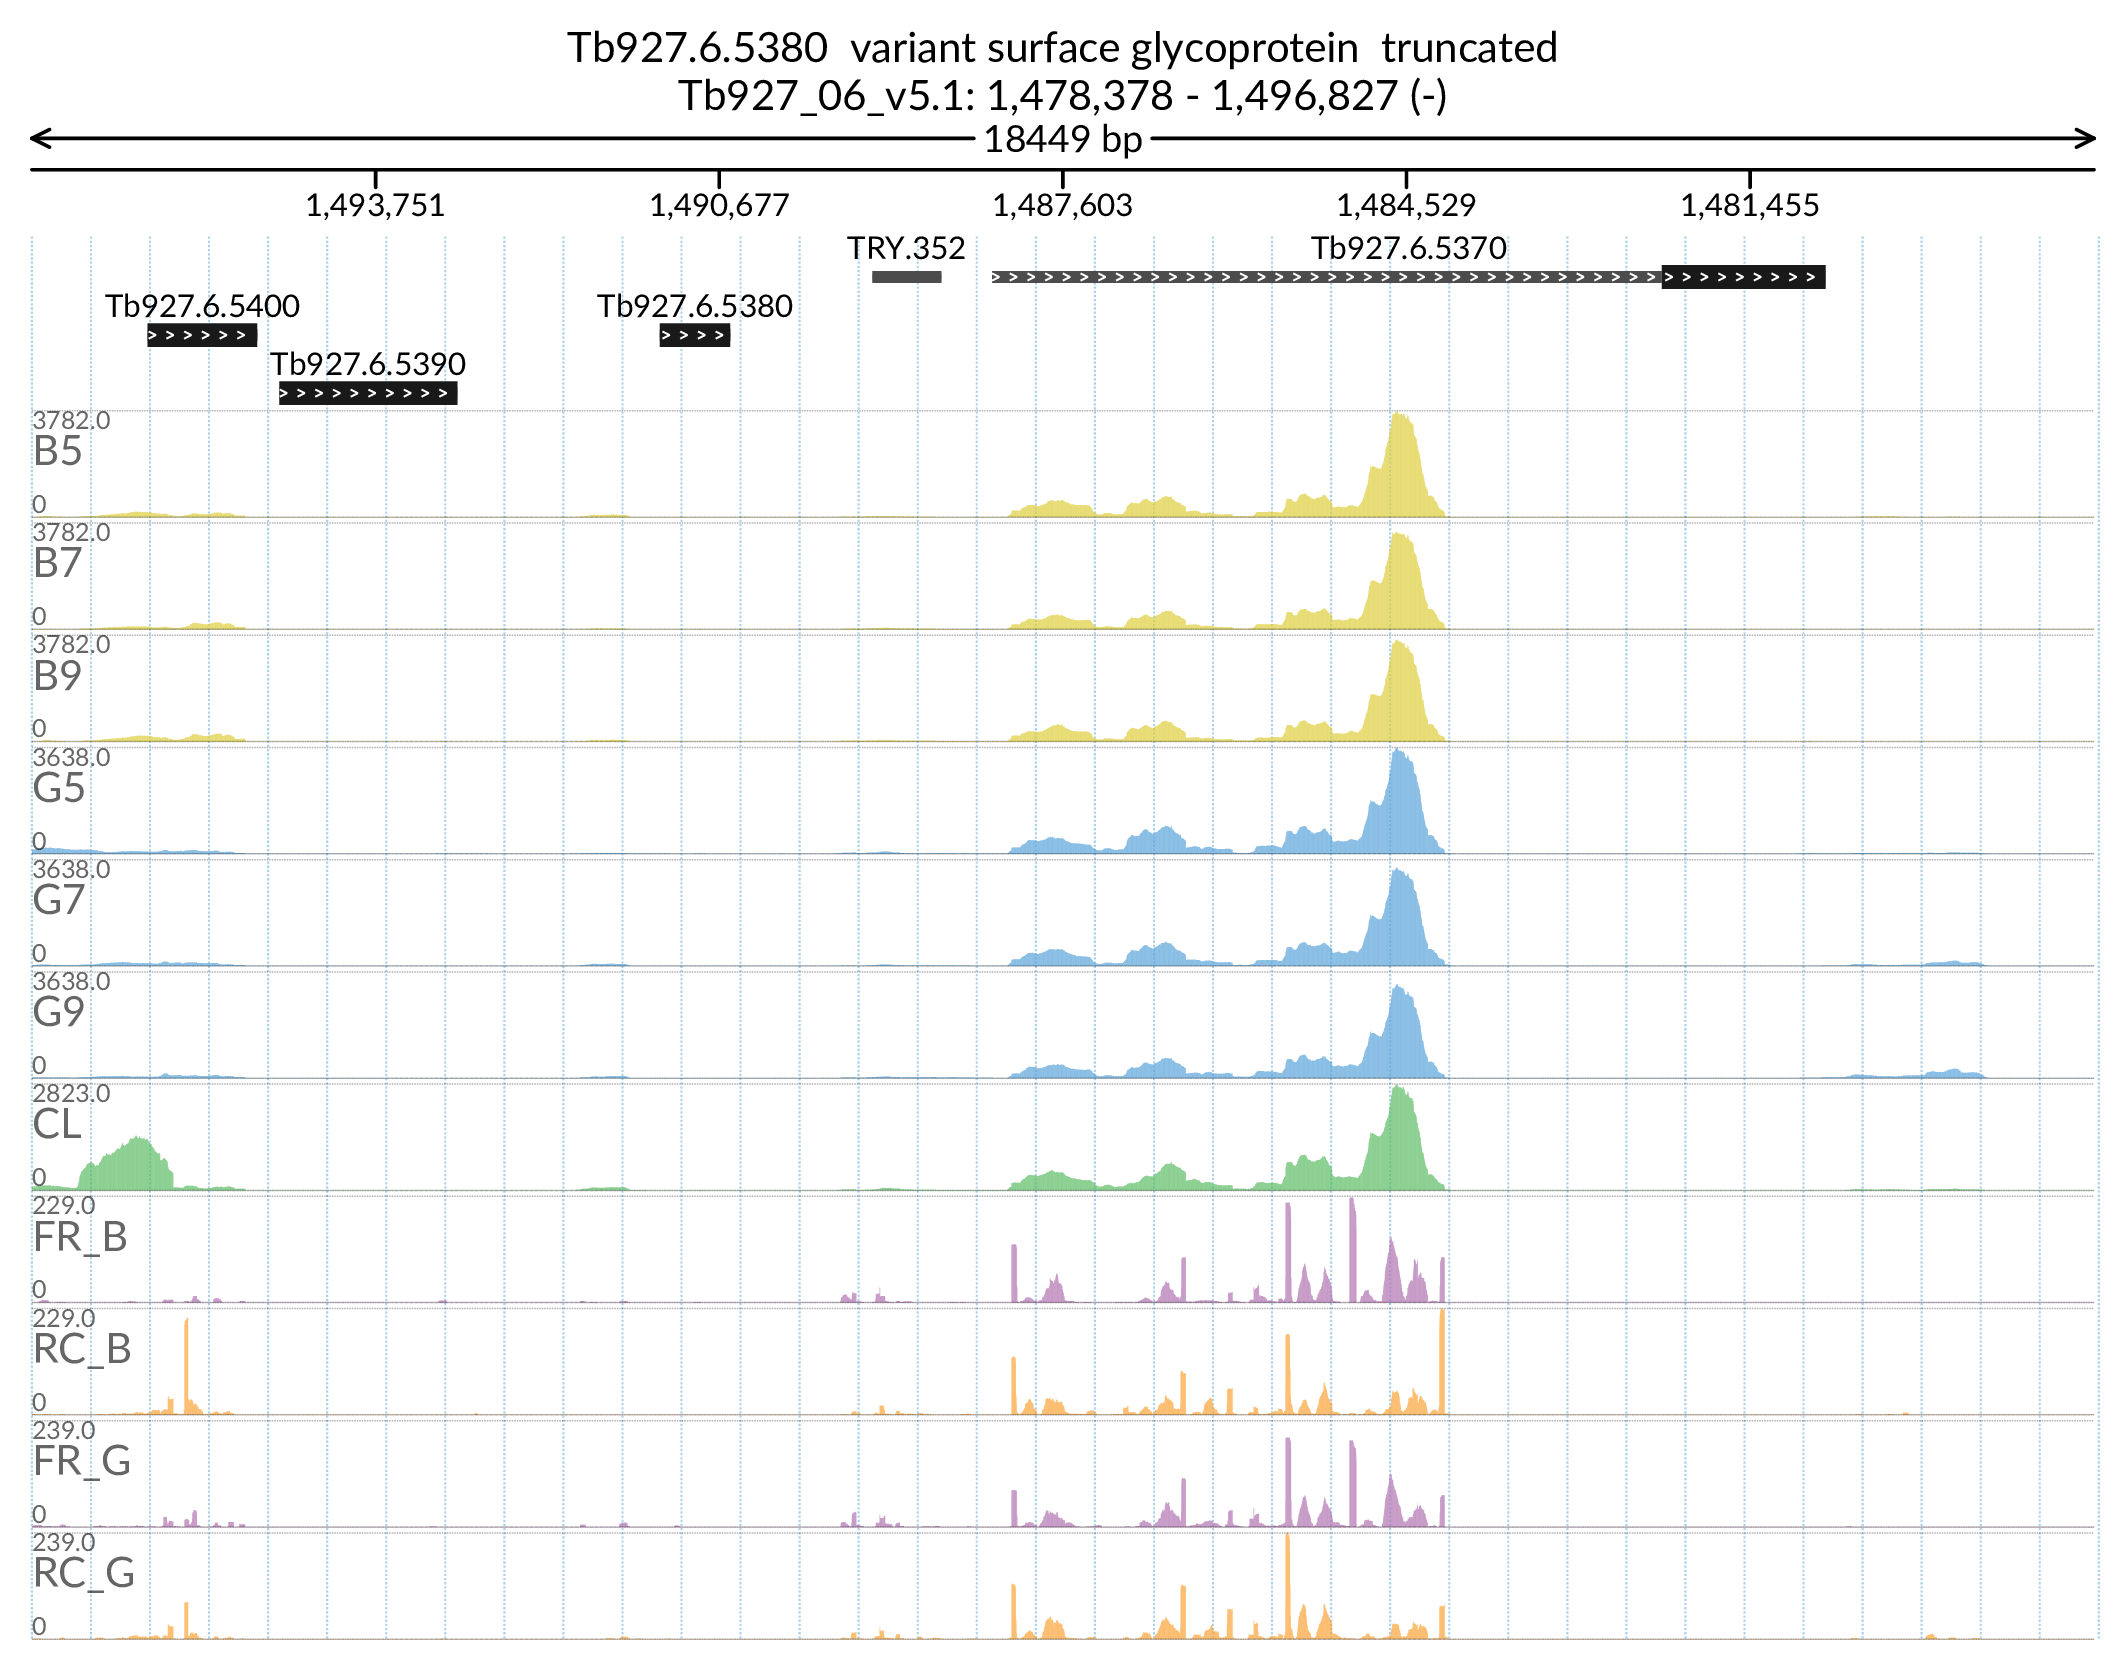 Tb927.6.5380 variant surface glycoprotein truncated
Tb927_06_v5.1: 1,478,378 - 1,496,827 (-)
18449 bp
1,493,751 1,490,677 1,487,603 1,484,529 1,481,455
TRY.352 Tb927.6.5370
Tb927.6.5400 Tb927.6.5380
Tb927.6.5390
3782.0
B5
0
3782.0
B7
0
3782.0
B9
0
3638.0
G5
0
3638.0
G7
0
3638.0
G9
0
2823.0
CL
0
229.0
FR_B
0
229.0
RC_B
0
239.0
FR_G
0
239.0
RC_G
0